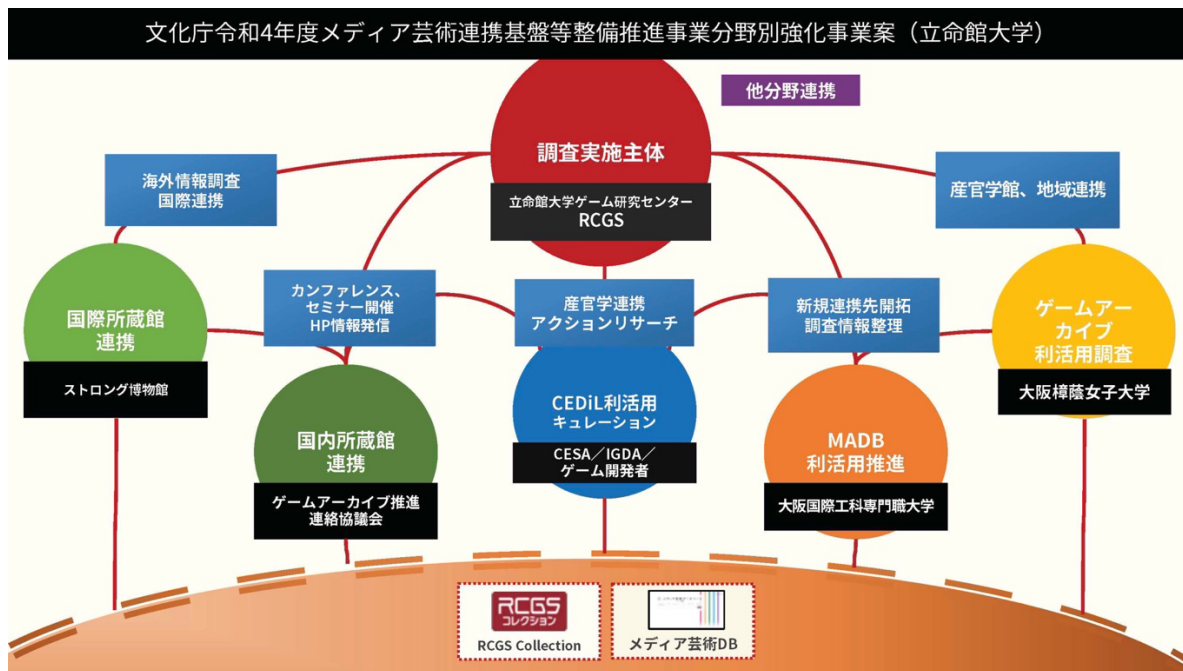 文化庁令和4年度メディア芸術連携基盤等整備推進事業分野別強化事業案（立命館大学）
他分野連携
調査実施主体
立命館大学ゲーム研究センター
RCGS
海外情報調査
国際連携
産官学館、地域連携
国際所蔵館
連携
ストロング博物館
カンファレンス、
セミナー開催
HP情報発信
産官学連携
アクションリサーチ
新規連携先開拓
調査情報整理
ゲームアー
カイブ
利活用調査
大阪樟蔭女子大学
国内所蔵館
連携
ゲームアーカイブ推進
連絡協議会
CEDiL利活用
キュレーション
CESA／IGDA／
ゲーム開発者
MADB
利活用推進
大阪国際工科専門職大学
RCGS
コレクション
RCGS Collection
メディア芸術DB